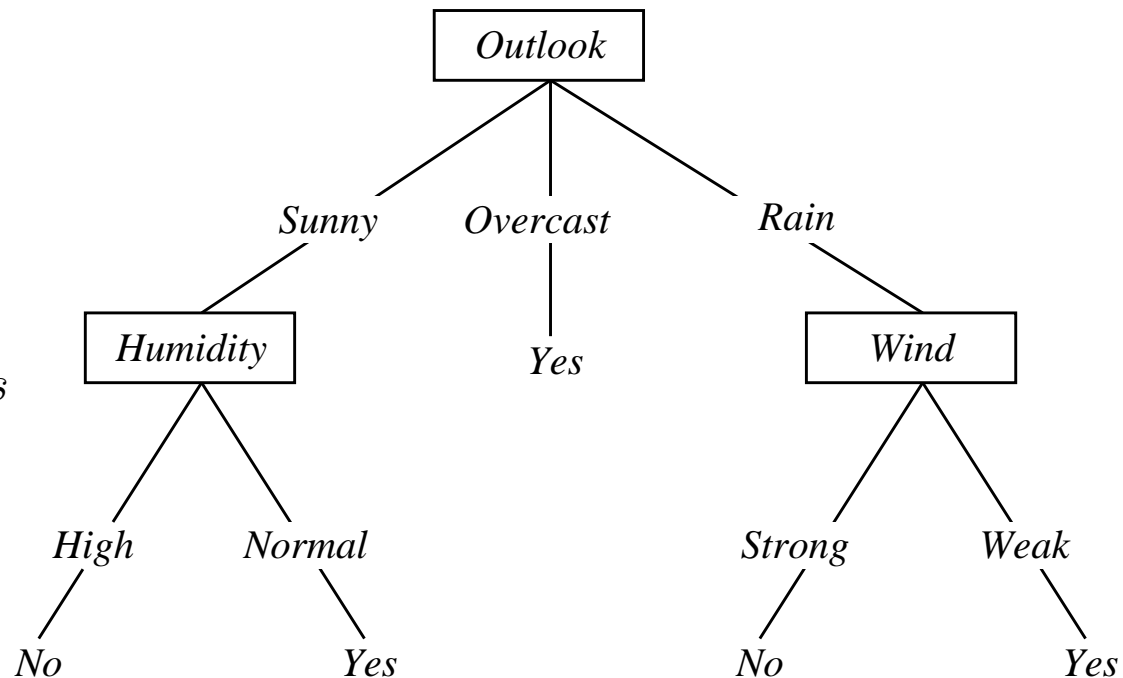 Outlook
Sunny Overcast Rain
Humidity Yes Wind
High Normal Strong Weak
No Yes No Yes